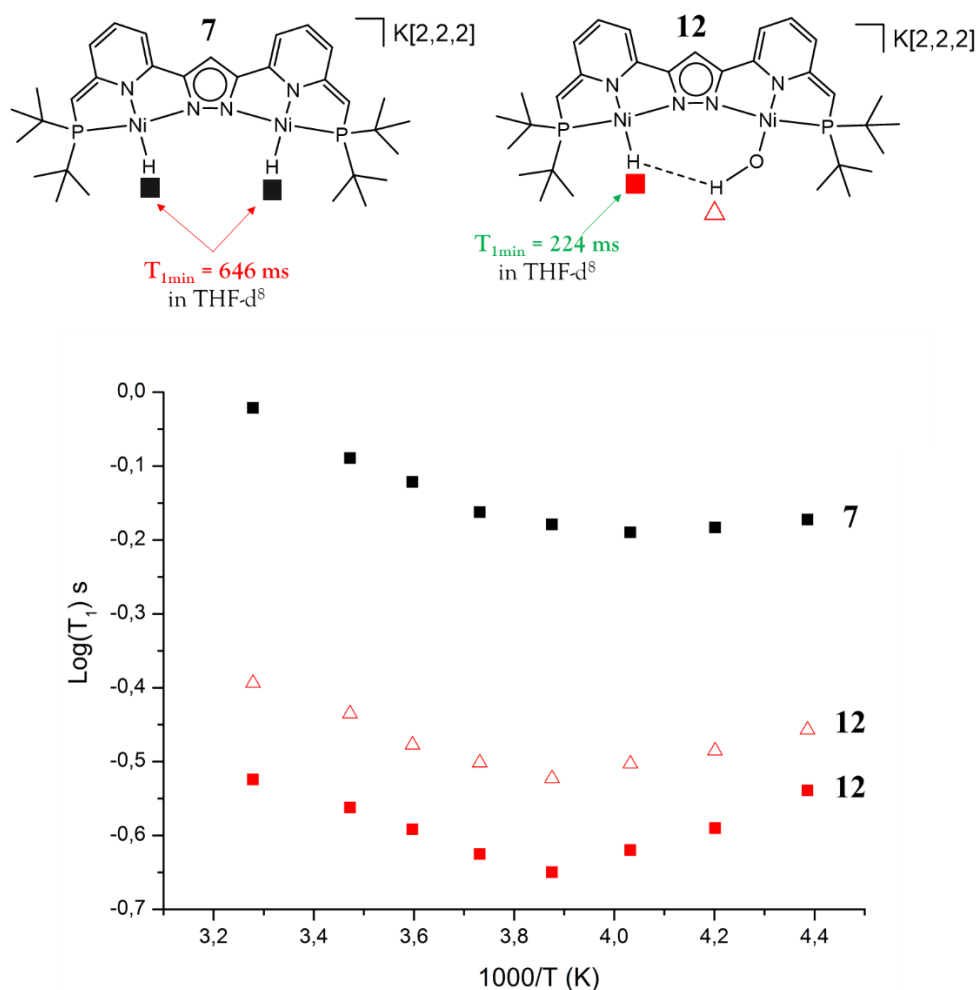 7
K[2,2,2]
N
N
P
Ni
N
N
Ni
P
H
H
T1min = 646 ms
in THF-d⁸
12
K[2,2,2]
N
N
P
Ni
N
N
Ni
P
H
O
H
T1min = 224 ms
in THF-d⁸
Log(T1) s
0,0
-0,1
-0,2
-0,3
-0,4
-0,5
-0,6
-0,7
7
12
12
3,2
3,4
3,6
3,8
4,0
4,2
4,4
1000/T (K)